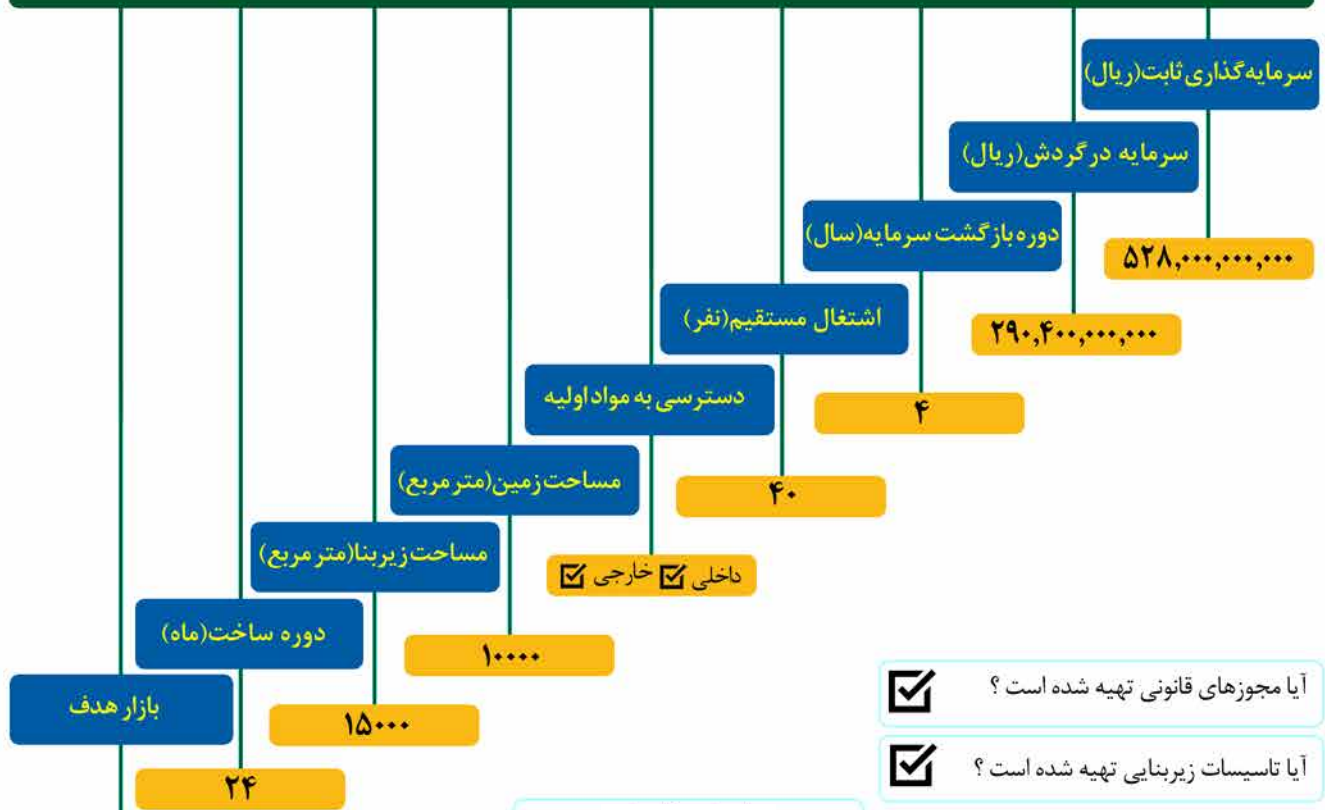 سرمایه‌گذاری ثابت(ریال)
۵۲۸,۰۰۰,۰۰۰,۰۰۰
سرمایه در گردش(ریال)
۲۹۰,۴۰۰,۰۰۰,۰۰۰
دوره بازگشت سرمایه(سال)
۴
اشتغال مستقیم(نفر)
۴۰
دسترسی به مواد اولیه
داخلی ☑ خارجی ☑
مساحت زمین(متر مربع)
۱۰۰۰۰
مساحت زیربنا(متر مربع)
۱۵۰۰۰
دوره ساخت(ماه)
۲۴
بازار هدف
آیا مجوزهای قانونی تهیه شده است ؟ ☑
آیا تاسیسات زیربنایی تهیه شده است ؟ ☑